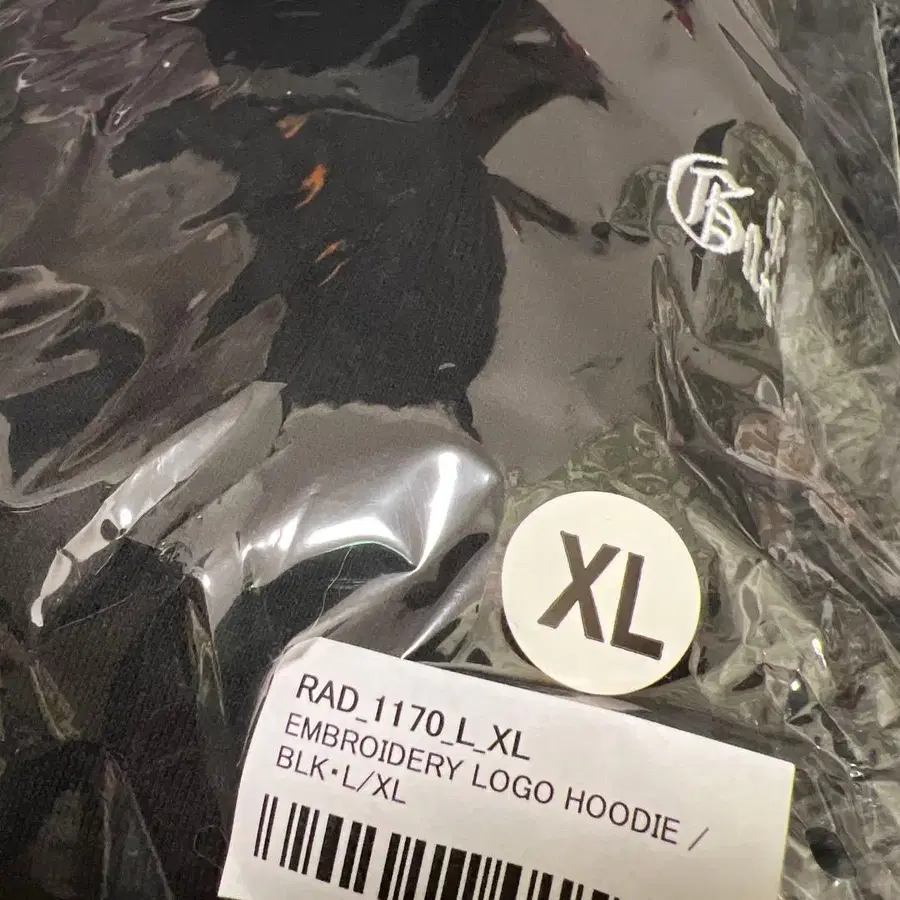 XL
RAD_1170_L_XL
EMBROIDERY LOGO HOODIE /
BLK・L/XL